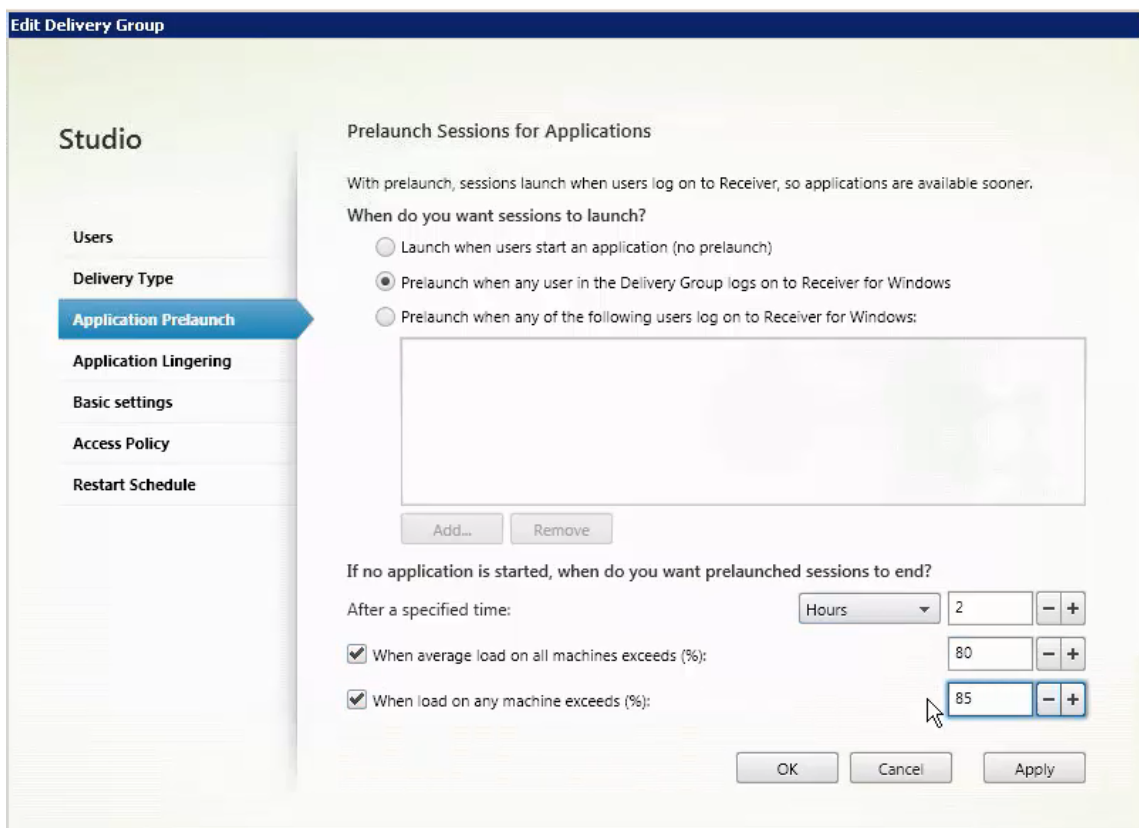 Edit Delivery Group
Studio
Users
Delivery Type
Application Prelaunch
Application Lingering
Basic settings
Access Policy
Restart Schedule
Prelaunch Sessions for Applications
With prelaunch, sessions launch when users log on to Receiver, so applications are available sooner.
When do you want sessions to launch?
Launch when users start an application (no prelaunch)
Prelaunch when any user in the Delivery Group logs on to Receiver for Windows
Prelaunch when any of the following users log on to Receiver for Windows:
Add... Remove
If no application is started, when do you want prelaunched sessions to end?
After a specified time: Hours 2 − +
When average load on all machines exceeds (%): 80 − +
When load on any machine exceeds (%): 85 − +
OK Cancel Apply